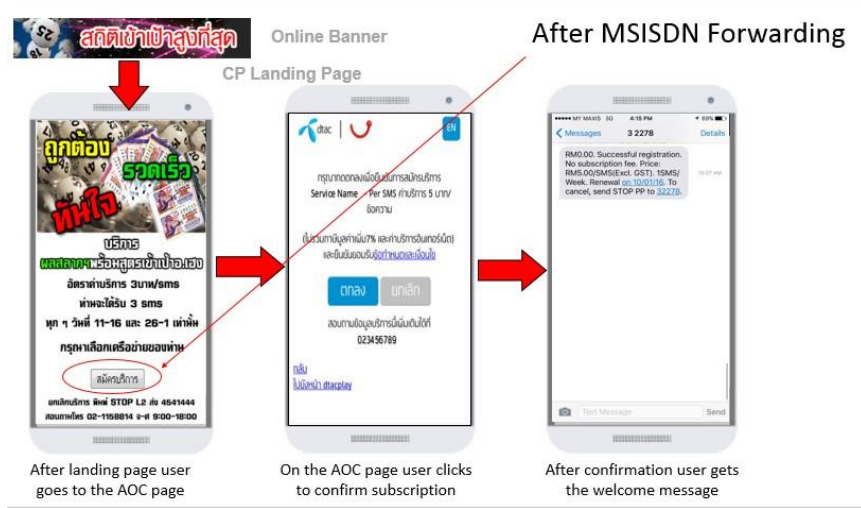 25
สถิติเข้าเป้าสูงที่สุด
Online Banner
After MSISDN Forwarding
CP Landing Page
ถูกต้อง
รวดเร็ว
ทันใจ
บริการ
ผลสลากฯพร้อมสูตรเข้าเป้าอ.เฮง
อัตราค่าบริการ 3บาท/sms
ท่านจะได้รับ 3 sms
ทุก ๆ วันที่ 11-16 และ 26-1 เท่านั้น
กรุณาเลือกเครือข่ายของท่าน
สมัครบริการ
ยกเลิกบริการ พิมพ์ STOP L2 ส่ง 4541444
สอบถามโทร 02-1158814 จ-ศ 9:00-18:00
dtac
EN
กรุณากดตกลงเพื่อยืนยันการสมัครบริการ
Service Name Per SMS ค่าบริการ 5 บาท/
ข้อความ
(ไม่รวมภาษีมูลค่าเพิ่ม7% และค่าบริการอินเทอร์เน็ต)
และยืนยันยอมรับข้อกำหนดและเงื่อนไข
ตกลง
ยกเลิก
สอบถามข้อมูลบริการนี้เพิ่มเติมได้ที่
023456789
กลับ
ไปยังหน้า dtacplay
MY MAXIS 3G 4:15 PM 69%
Messages 3 2278 Details
RM0.00. Successful registration.
No subscription fee. Price:
RM5.00/SMS(Excl. GST). 1SMS/
Week. Renewal on 10/01/16. To
cancel, send STOP PP to 32278.
10:27 AM
Text Message Send
After landing page user
goes to the AOC page
On the AOC page user clicks
to confirm subscription
After confirmation user gets
the welcome message